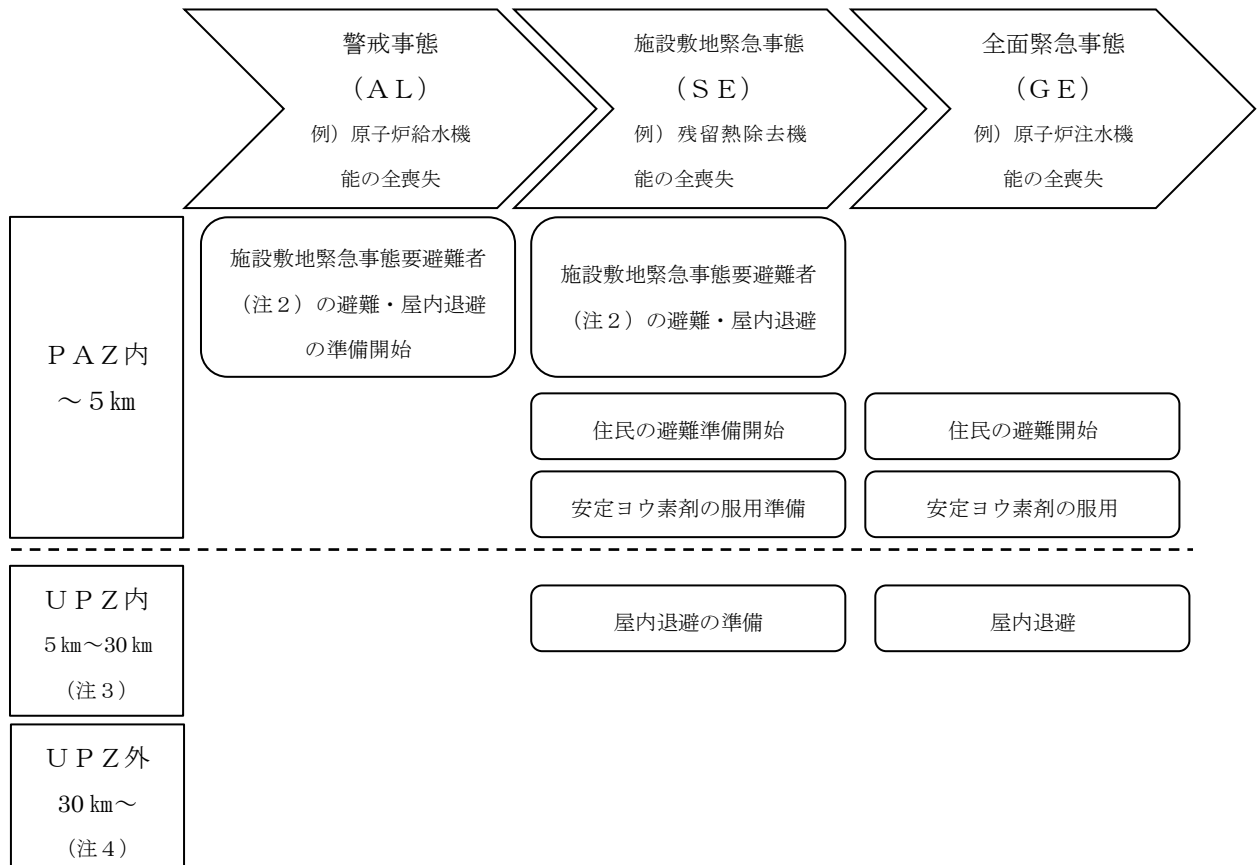 警戒事態
（ＡＬ）
例）原子炉給水機
能の全喪失
施設敷地緊急事態
（ＳＥ）
例）残留熱除去機
能の全喪失
全面緊急事態
（ＧＥ）
例）原子炉注水機
能の全喪失
ＰＡＺ内
～５㎞
施設敷地緊急事態要避難者
（注２）の避難・屋内退避
の準備開始
施設敷地緊急事態要避難者
（注２）の避難・屋内退避
住民の避難準備開始
住民の避難開始
安定ヨウ素剤の服用準備
安定ヨウ素剤の服用
ＵＰＺ内
５㎞～30㎞
（注３）
屋内退避の準備
屋内退避
ＵＰＺ外
30㎞～
（注４）